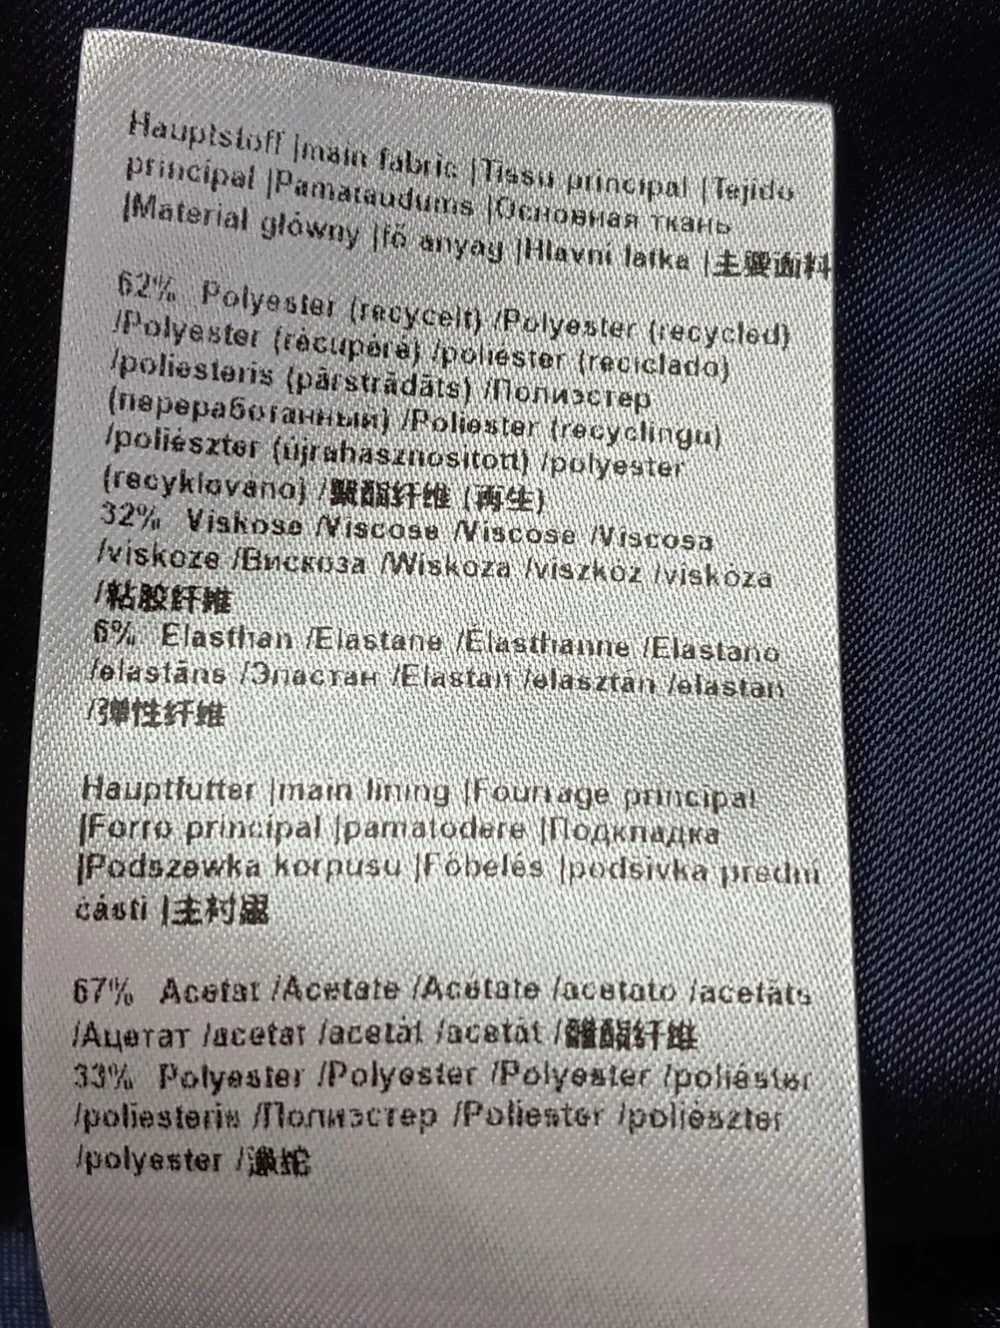 Hauptstoff |main fabric |Tissu principal |Tejido
principal |Pamataudums |Основная ткань
|Material główny |fő anyag |Hlavní látka |主要面料
62% Polyester (recycelt) /Polyester (recycled)
/Polyester (récupéré) /poliéster (reciclado)
/poliesteris (pārstrādāts) /Полиэстер
(переработанный) /Poliester (recyclingu)
/poliészter (újrahasznosított) /polyester
(recyklováno) /聚酯纤维 (再生)
32% Viskose /Viscose /Viscose /Viscosa
/viskoze /Вискоза /Wiskoza /viszkóz /viskóza
/粘胶纤维
6% Elasthan /Elastane /Élasthanne /Elastano
/elastāns /Эластан /Elastan /elasztán /elastan
/弹性纤维
Hauptfutter |main lining |Fourrage principal
|Forro principal |pamatodere |Подкладка
|Podszewka korpusu |Főbélés |podšívka přední
části |主衬里
67% Acetat /Acetate /Acétate /acetato /acetāts
/Ацетат /acetat /acetát /acetát /醋酯纤维
33% Polyester /Polyester /Polyester /poliéster
/poliesteris /Полиэстер /Poliester /poliészter
/polyester /涤纶